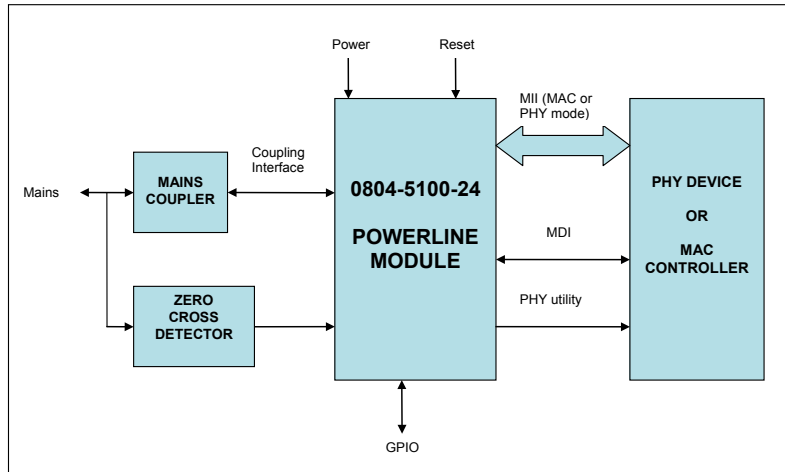 Power
Reset
MII (MAC or
PHY mode)
Coupling
Interface
Mains
MAINS
COUPLER
0804-5100-24
POWERLINE
MODULE
PHY DEVICE
OR
MAC
CONTROLLER
MDI
ZERO
CROSS
DETECTOR
PHY utility
GPIO